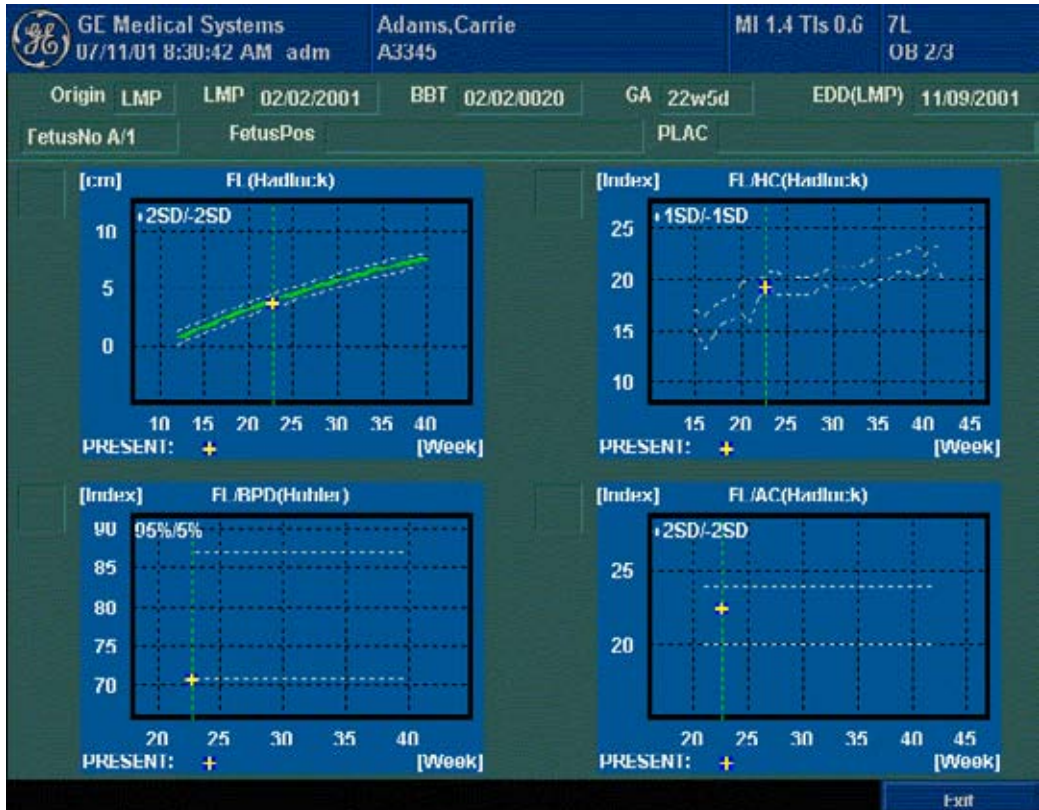 GE Medical Systems
07/11/01 8:30:42 AM adm
Adams,Carrie
A3345
MI 1.4 TIs 0.6
7L
OB 2/3
Origin LMP LMP 02/02/2001 BBT 02/02/0020 GA 22w5d EDD(LMP) 11/09/2001
FetusNo A/1 FetusPos PLAC
[cm] FL(Hadlock)
+2SD/-2SD
10
5
0
10 15 20 25 30 35 40
PRESENT: + [Week]
[Index] FL/HC(Hadlock)
+1SD/-1SD
25
20
15
10
15 20 25 30 35 40 45
PRESENT: + [Week]
[Index] FL/BPD(Hohler)
95%/5%
90
85
80
75
70
20 25 30 35 40
PRESENT: + [Week]
[Index] FL/AC(Hadlock)
+2SD/-2SD
25
20
20 25 30 35 40 45
PRESENT: + [Week]
Exit